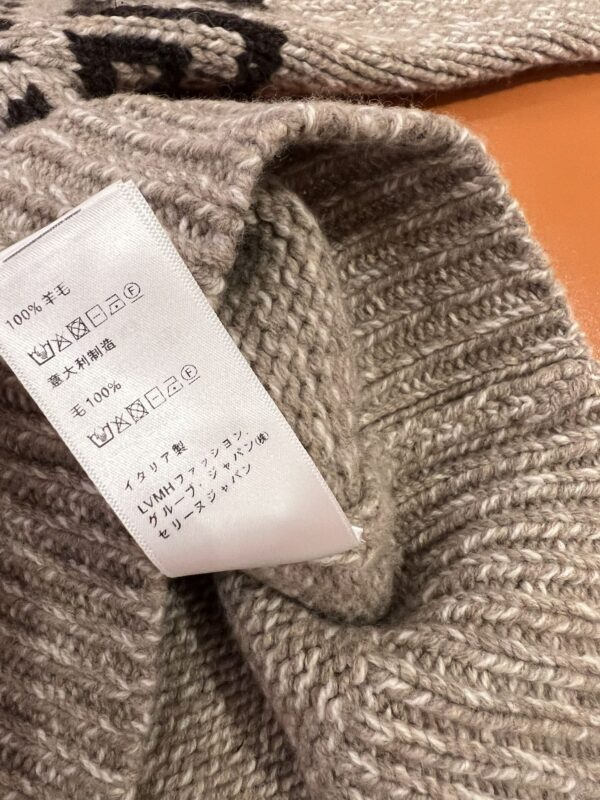 100% 羊毛
意大利制造
毛100%
イタリア製
LVMHファッション.
グループ・ジャパン(株)
セリーヌジャパン